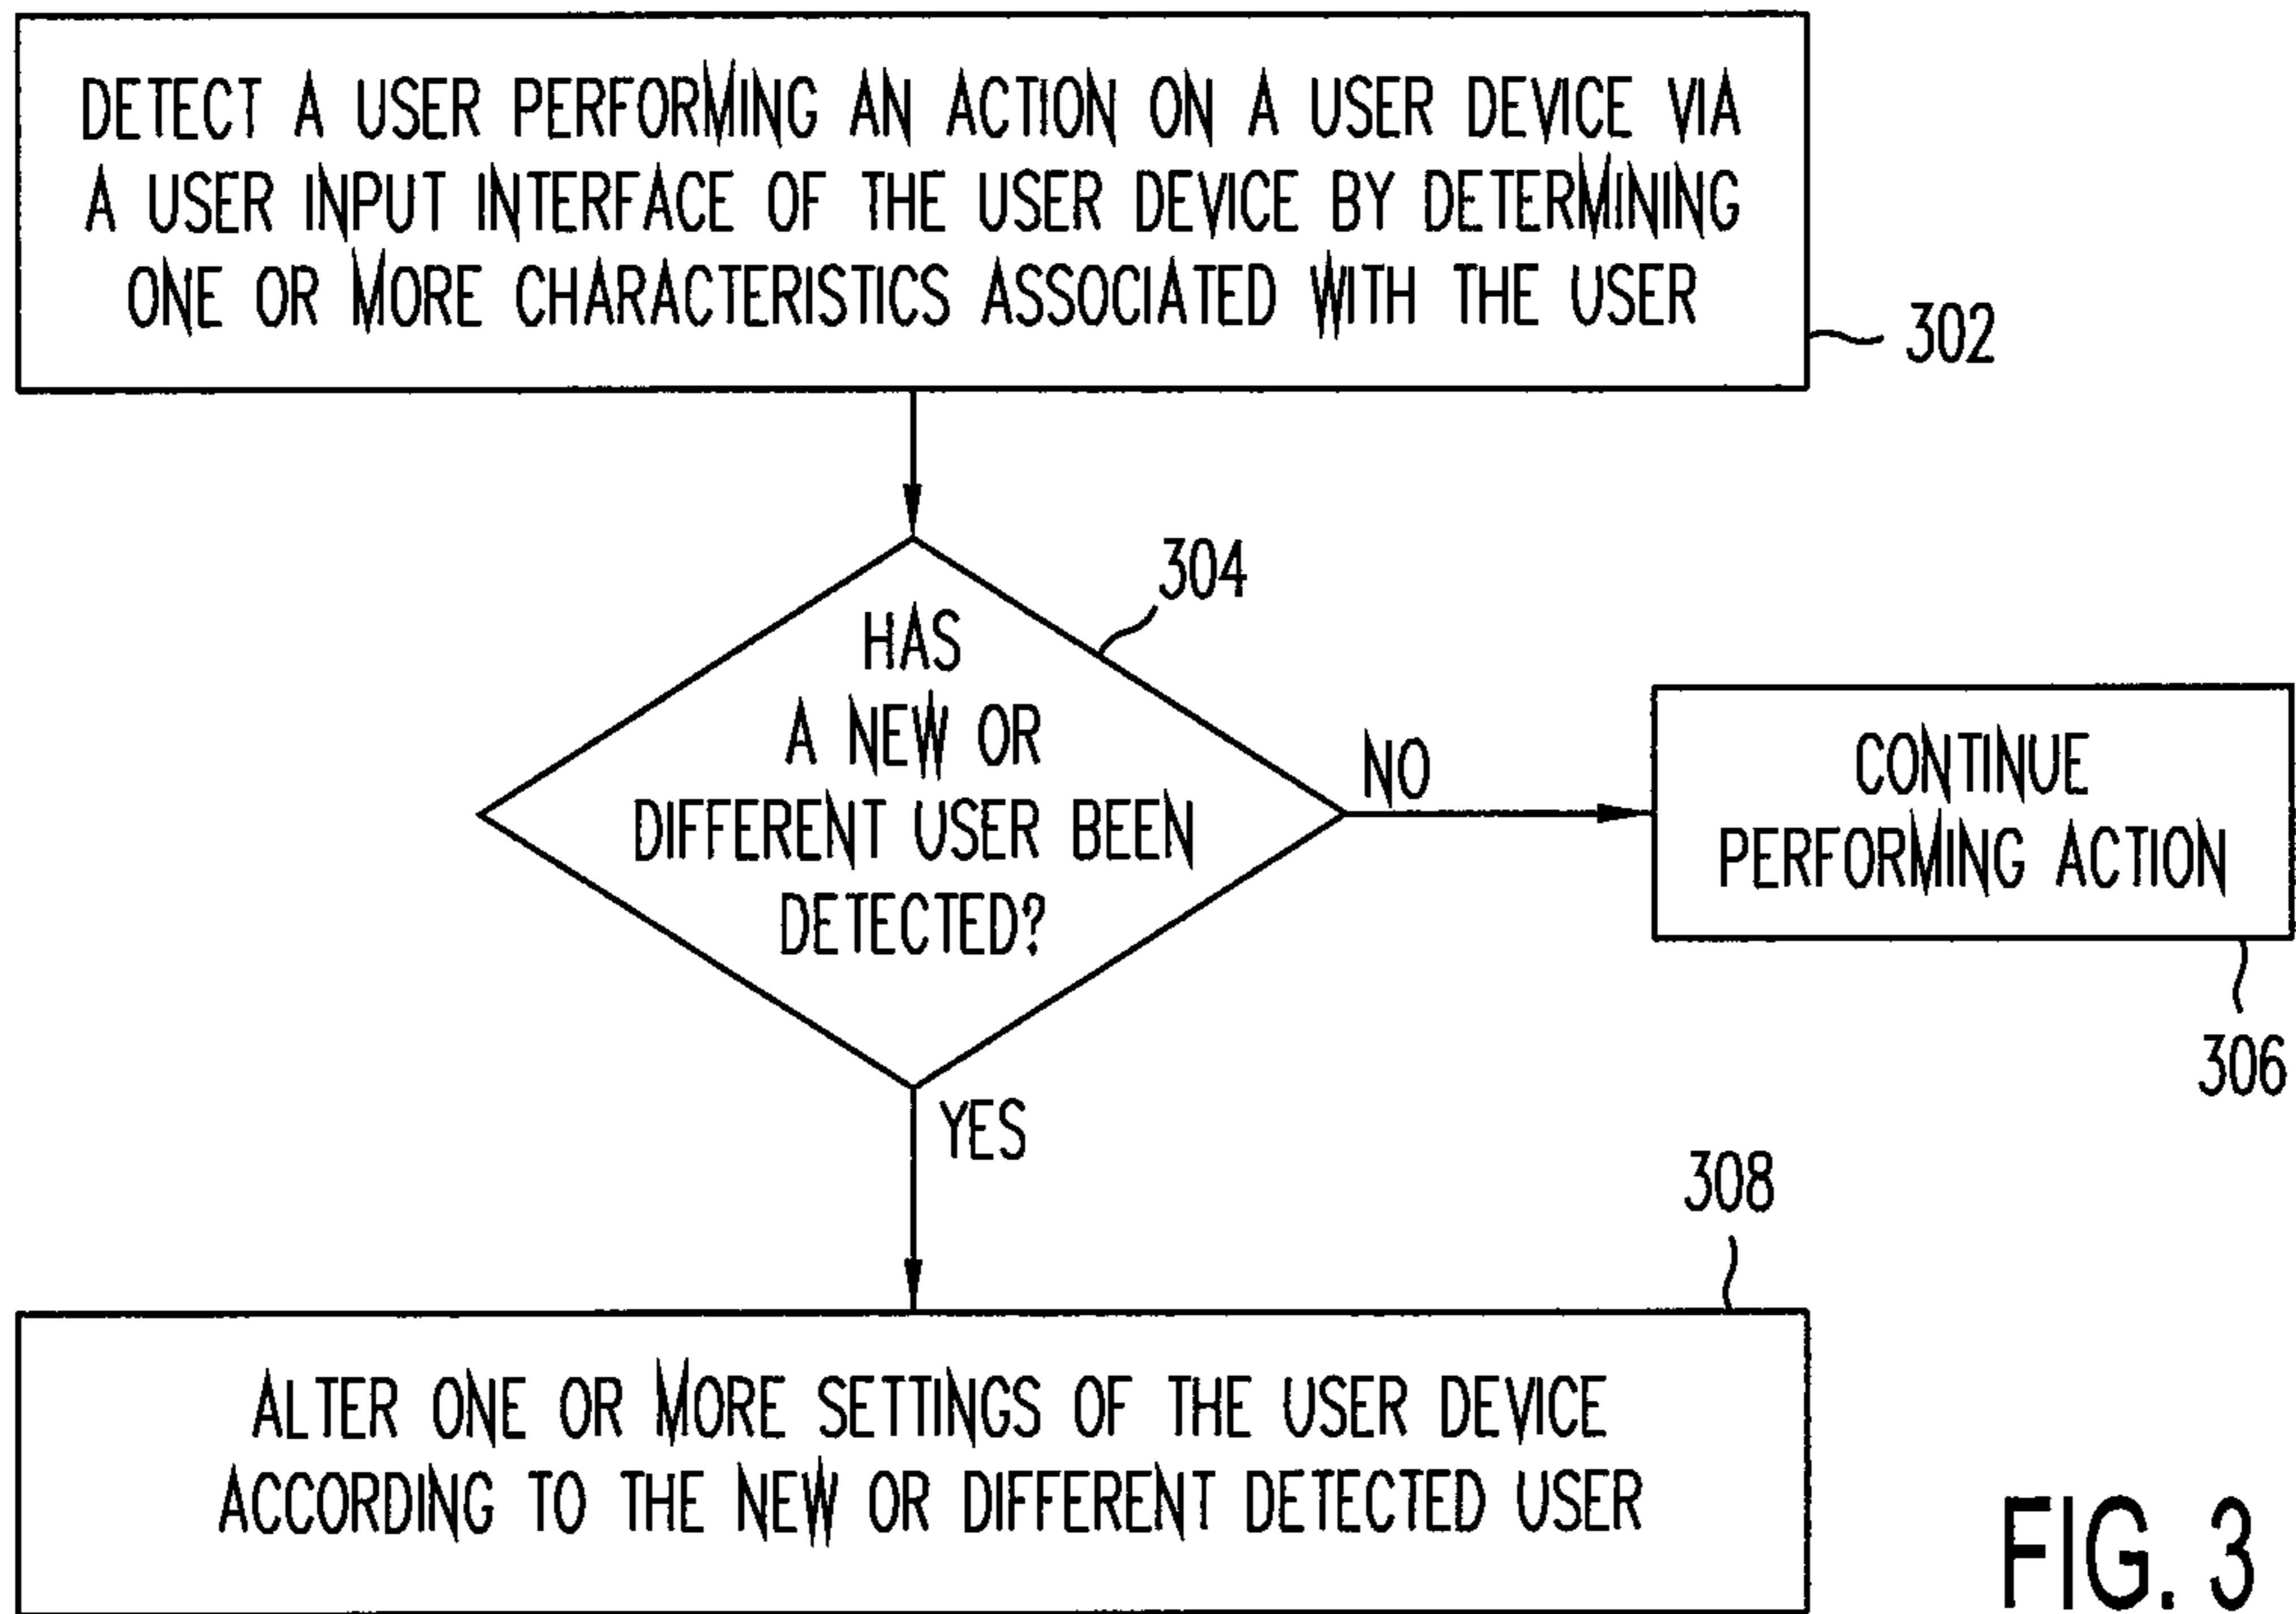 DETECT A USER PERFORMING AN ACTION ON A USER DEVICE VIA
A USER INPUT INTERFACE OF THE USER DEVICE BY DETERMINING
ONE OR MORE CHARACTERISTICS ASSOCIATED WITH THE USER
302
304
HAS
A NEW OR
DIFFERENT USER BEEN
DETECTED?
NO
CONTINUE
PERFORMING ACTION
306
YES
308
ALTER ONE OR MORE SETTINGS OF THE USER DEVICE
ACCORDING TO THE NEW OR DIFFERENT DETECTED USER
FIG. 3